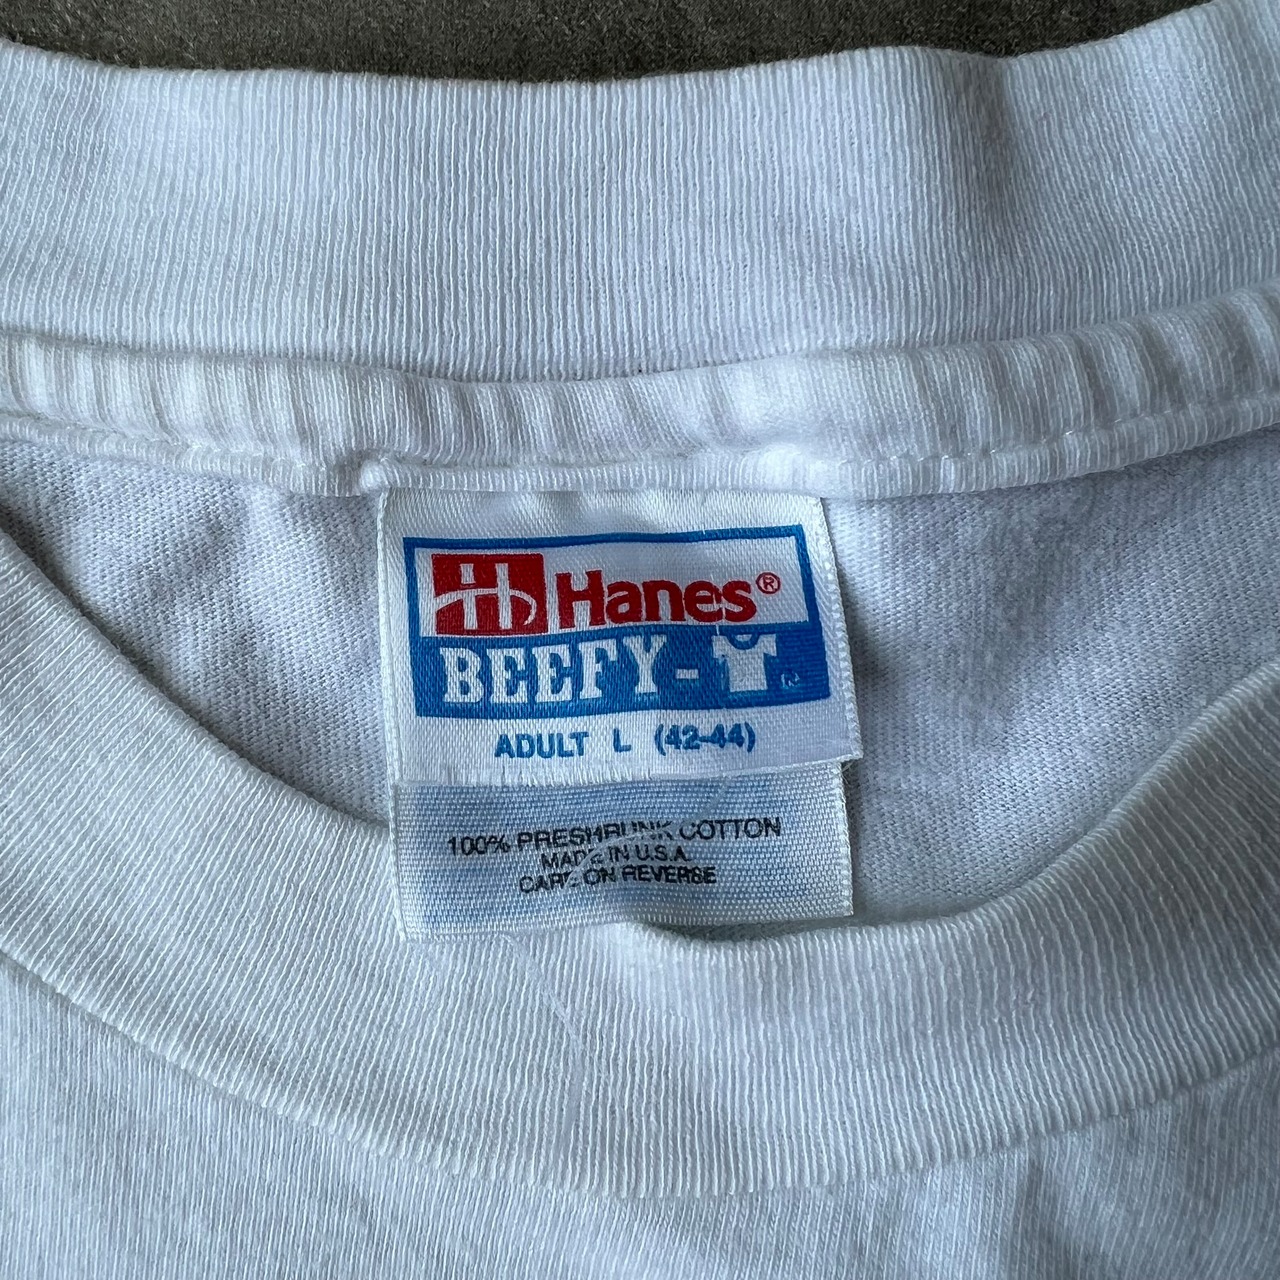 Hanes®
BEEFY-T
ADULT L (42-44)
100% PRESHRUNK COTTON
MADE IN U.S.A.
CARE ON REVERSE